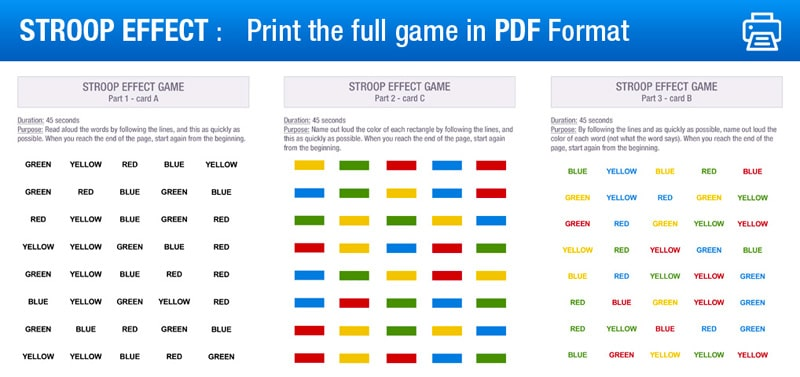 STROOP EFFECT : Print the full game in PDF Format
STROOP EFFECT GAME
Part 1 - card A
Duration: 45 seconds
Purpose: Read aloud the words by following the lines, and this as quickly as
possible. When you reach the end of the page, start again from the beginning.
GREEN YELLOW RED BLUE YELLOW
GREEN RED BLUE GREEN BLUE
RED YELLOW BLUE GREEN RED
YELLOW YELLOW GREEN BLUE RED
GREEN YELLOW BLUE RED RED
BLUE YELLOW GREEN YELLOW RED
GREEN BLUE RED GREEN BLUE
YELLOW YELLOW BLUE RED GREEN
STROOP EFFECT GAME
Part 2 - card C
Duration: 45 seconds
Purpose: Name out loud the color of each rectangle by following the lines, and
this as quickly as possible. When you reach the end of the page, start again
from the beginning.
STROOP EFFECT GAME
Part 3 - card B
Duration: 45 seconds
Purpose: By following the lines and as quickly as possible, name out loud the
color of each word (not what the word says). When you reach the end of the
page, start again from the beginning.
BLUE YELLOW BLUE RED BLUE
GREEN YELLOW RED GREEN YELLOW
GREEN RED GREEN YELLOW YELLOW
YELLOW RED YELLOW GREEN BLUE
BLUE RED YELLOW YELLOW GREEN
RED BLUE GREEN YELLOW RED
RED YELLOW BLUE RED GREEN
BLUE GREEN YELLOW YELLOW YELLOW